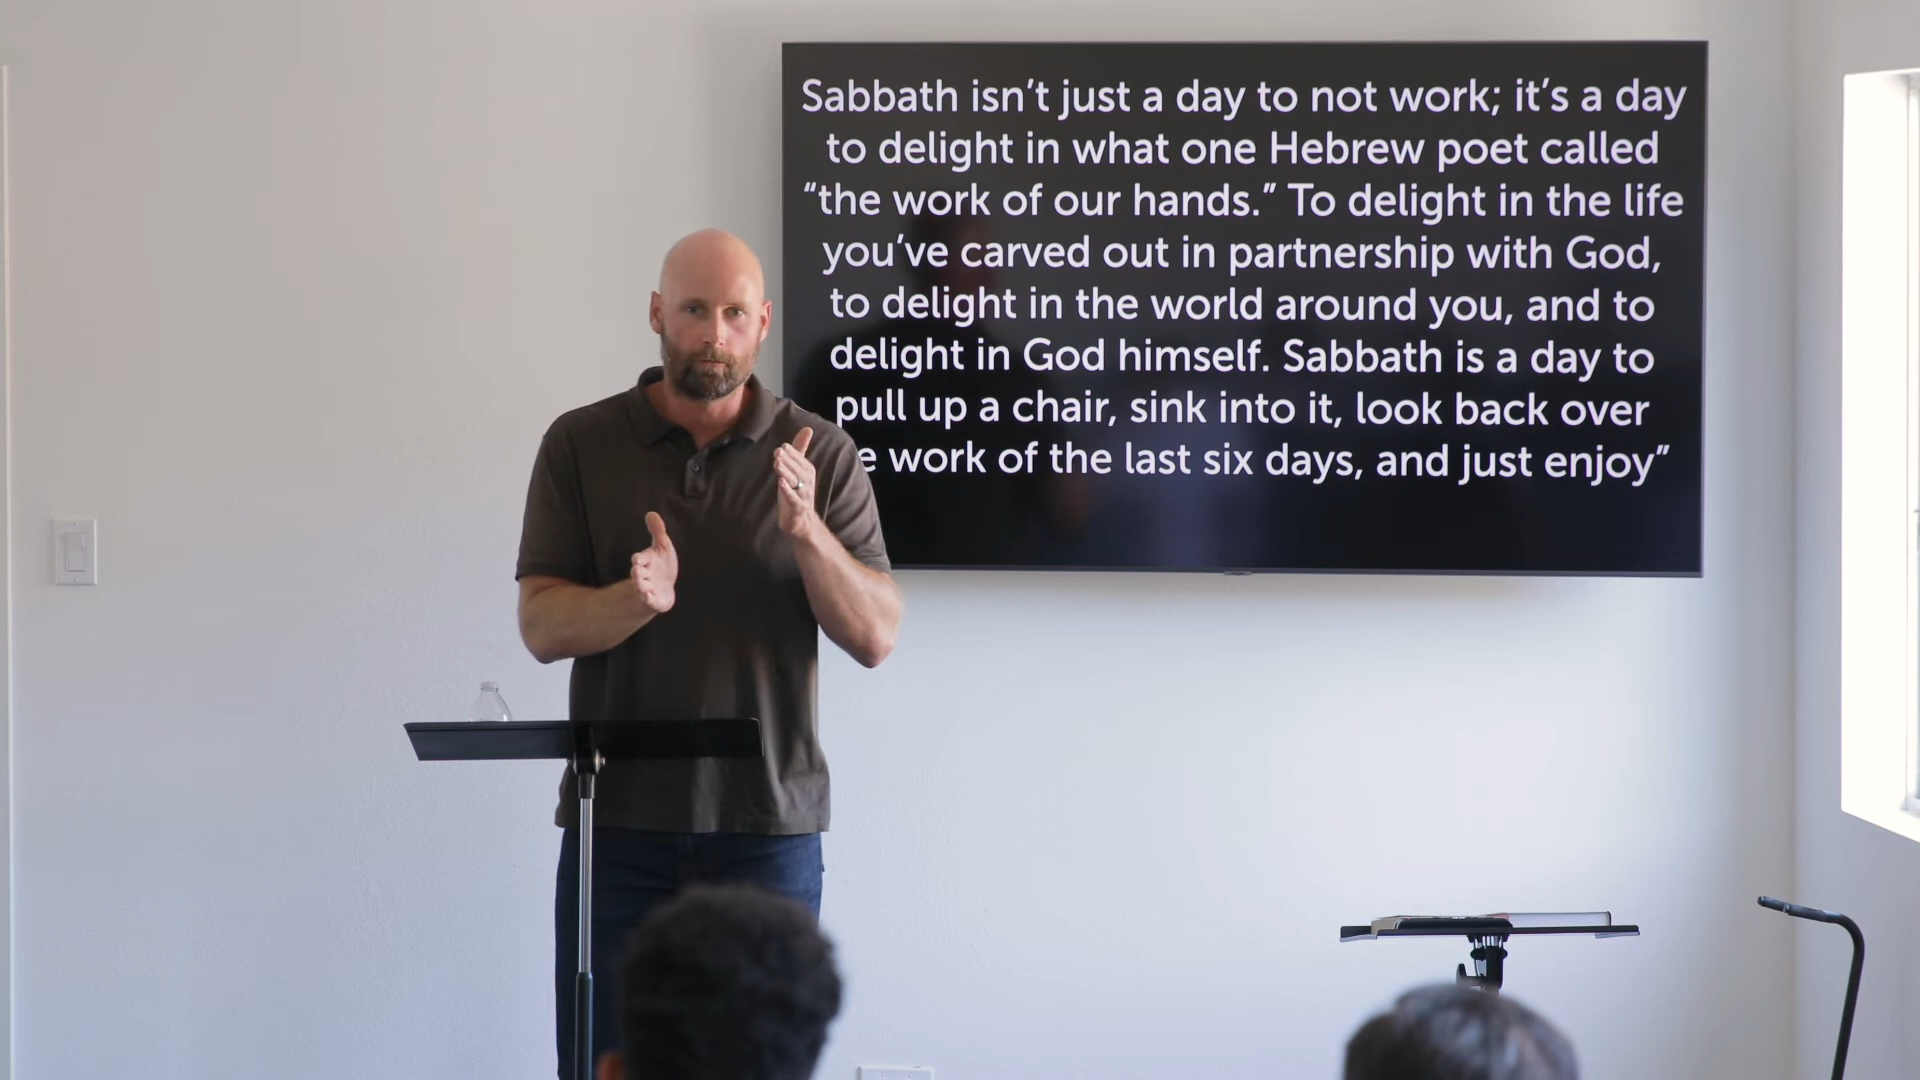 Sabbath isn’t just a day to not work; it’s a day
to delight in what one Hebrew poet called
“the work of our hands.” To delight in the life
you’ve carved out in partnership with God,
to delight in the world around you, and to
delight in God himself. Sabbath is a day to
pull up a chair, sink into it, look back over
work of the last six days, and just enjoy”